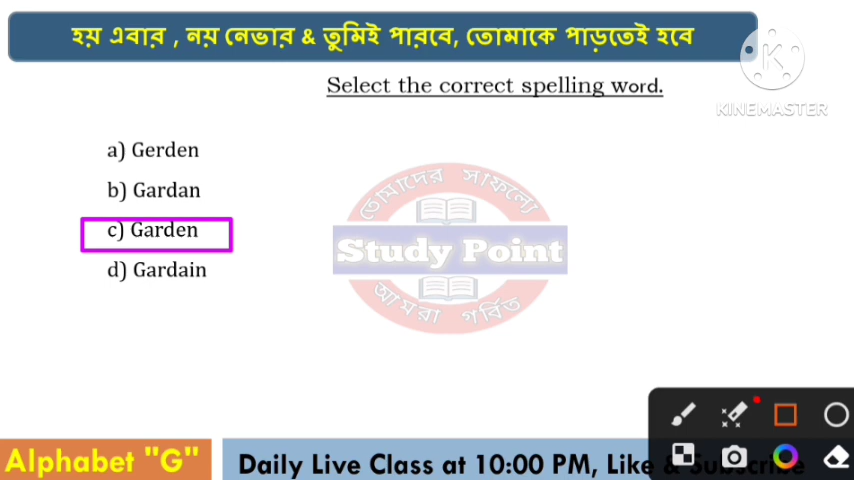 হয় এবার , নয় নেভার & তুমিই পারবে, তোমাকে পাড়তেই হবে
K
KINEMASTER
Select the correct spelling word.
a) Gerden
b) Gardan
c) Garden
d) Gardain
তোমাদের সাফল্যে
Study Point
আমরা গর্বিত
Alphabet "G"
Daily Live Class at 10:00 PM, Like & Subscribe